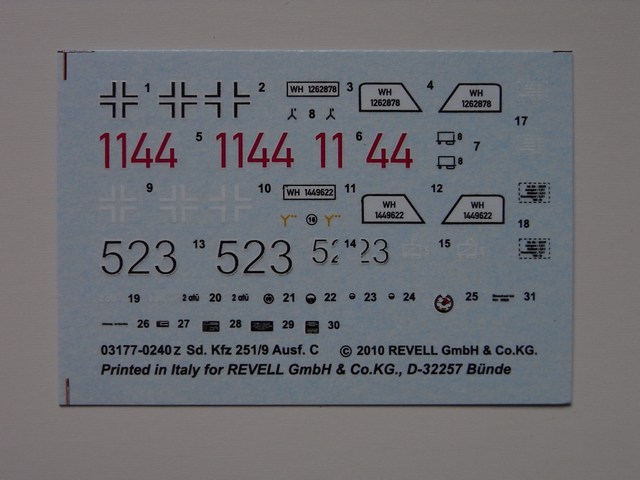 1 2 WH 1262878 3 WH 1262878 4 WH 1262878
8
17
1144 5 1144 11 6 44 8 7
8
9 10 WH 1449622 11 WH 1449622 12 WH 1449622
16
18
523 13 523 52 14 23 15
19 2 atü 20 2 atü 21 22 23 24 25 31
26 27 28 29 30
03177-0240 z Sd. Kfz 251/9 Ausf. C © 2010 REVELL GmbH & Co.KG.
Printed in Italy for REVELL GmbH & Co.KG., D-32257 Bünde